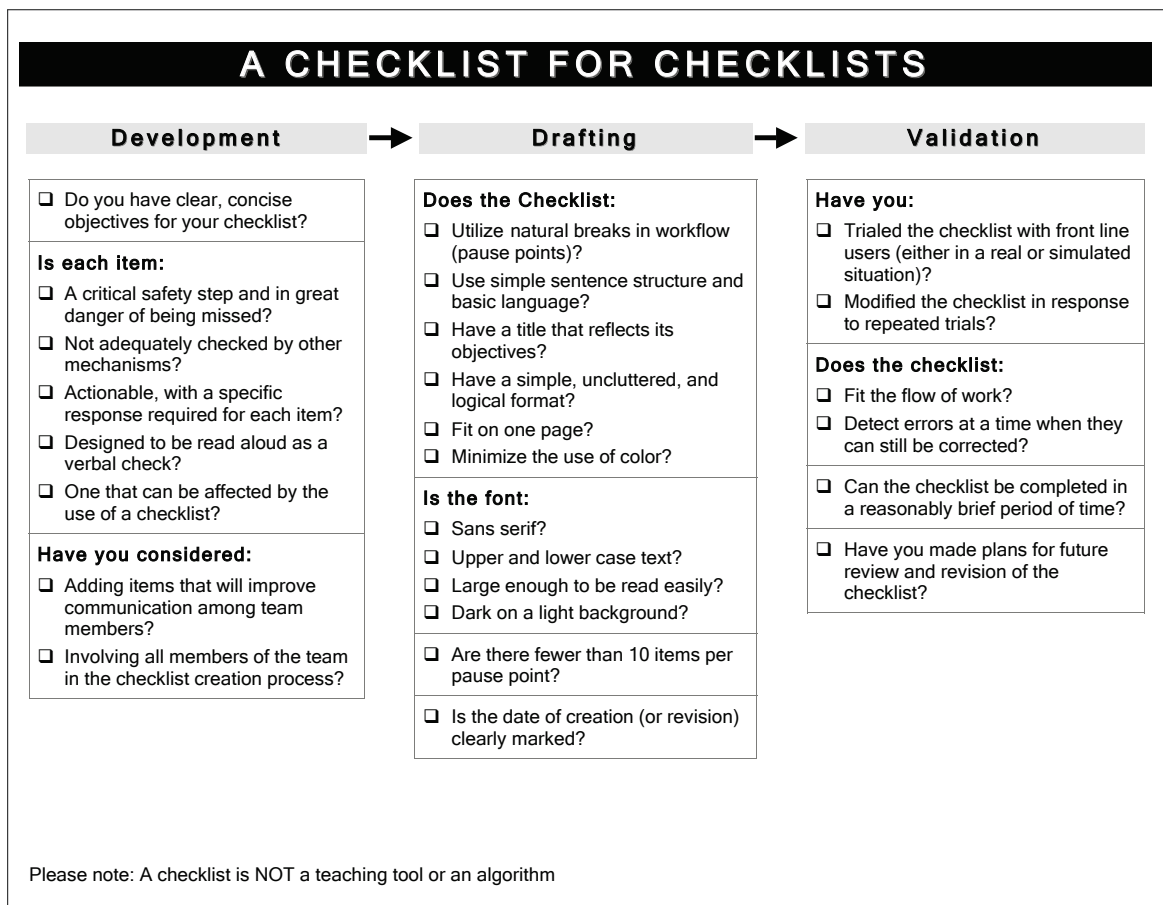 A CHECKLIST FOR CHECKLISTS
Development
❑ Do you have clear, concise
objectives for your checklist?
Is each item:
❑ A critical safety step and in great
danger of being missed?
❑ Not adequately checked by other
mechanisms?
❑ Actionable, with a specific
response required for each item?
❑ Designed to be read aloud as a
verbal check?
❑ One that can be affected by the
use of a checklist?
Have you considered:
❑ Adding items that will improve
communication among team
members?
❑ Involving all members of the team
in the checklist creation process?
Drafting
Does the Checklist:
❑ Utilize natural breaks in workflow
(pause points)?
❑ Use simple sentence structure and
basic language?
❑ Have a title that reflects its
objectives?
❑ Have a simple, uncluttered, and
logical format?
❑ Fit on one page?
❑ Minimize the use of color?
Is the font:
❑ Sans serif?
❑ Upper and lower case text?
❑ Large enough to be read easily?
❑ Dark on a light background?
❑ Are there fewer than 10 items per
pause point?
❑ Is the date of creation (or revision)
clearly marked?
Validation
Have you:
❑ Trialed the checklist with front line
users (either in a real or simulated
situation)?
❑ Modified the checklist in response
to repeated trials?
Does the checklist:
❑ Fit the flow of work?
❑ Detect errors at a time when they
can still be corrected?
❑ Can the checklist be completed in
a reasonably brief period of time?
❑ Have you made plans for future
review and revision of the
checklist?
Please note: A checklist is NOT a teaching tool or an algorithm